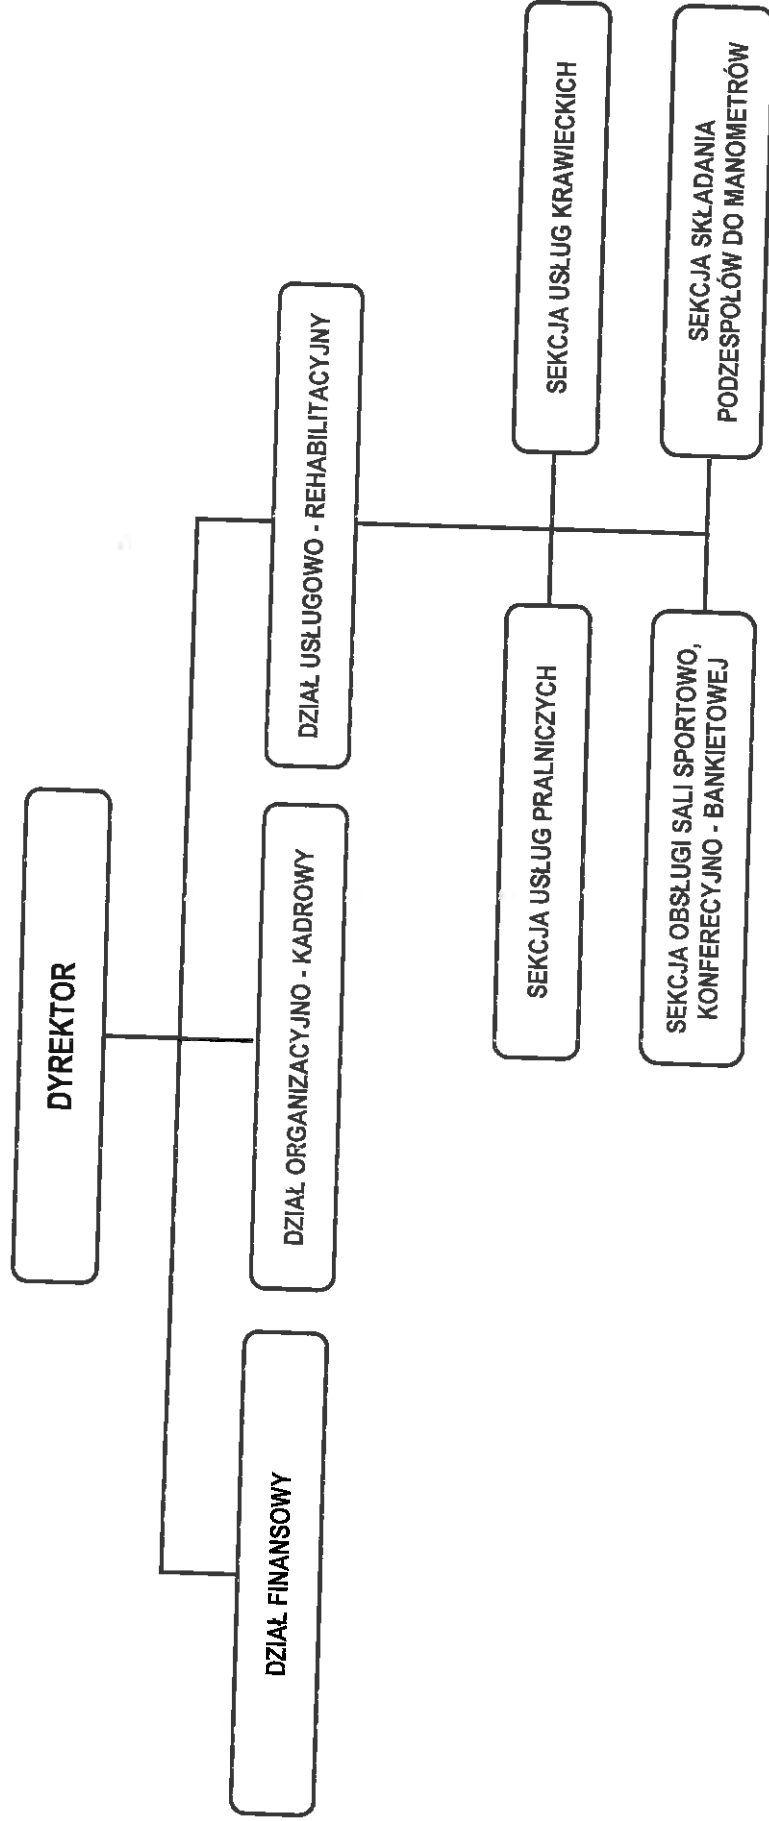 DYREKTOR
DZIAŁ FINANSOWY
DZIAŁ ORGANIZACYJNO - KADROWY
DZIAŁ USŁUGOWO - REHABILITACYJNY
SEKCJA USŁUG PRALNICZYCH
SEKCJA USŁUG KRAWIECKICH
SEKCJA OBSŁUGI SALI SPORTOWO,
KONFERECYJNO - BANKIETOWEJ
SEKCJA SKŁADANIA
PODZESPOŁÓW DO MANOMETRÓW